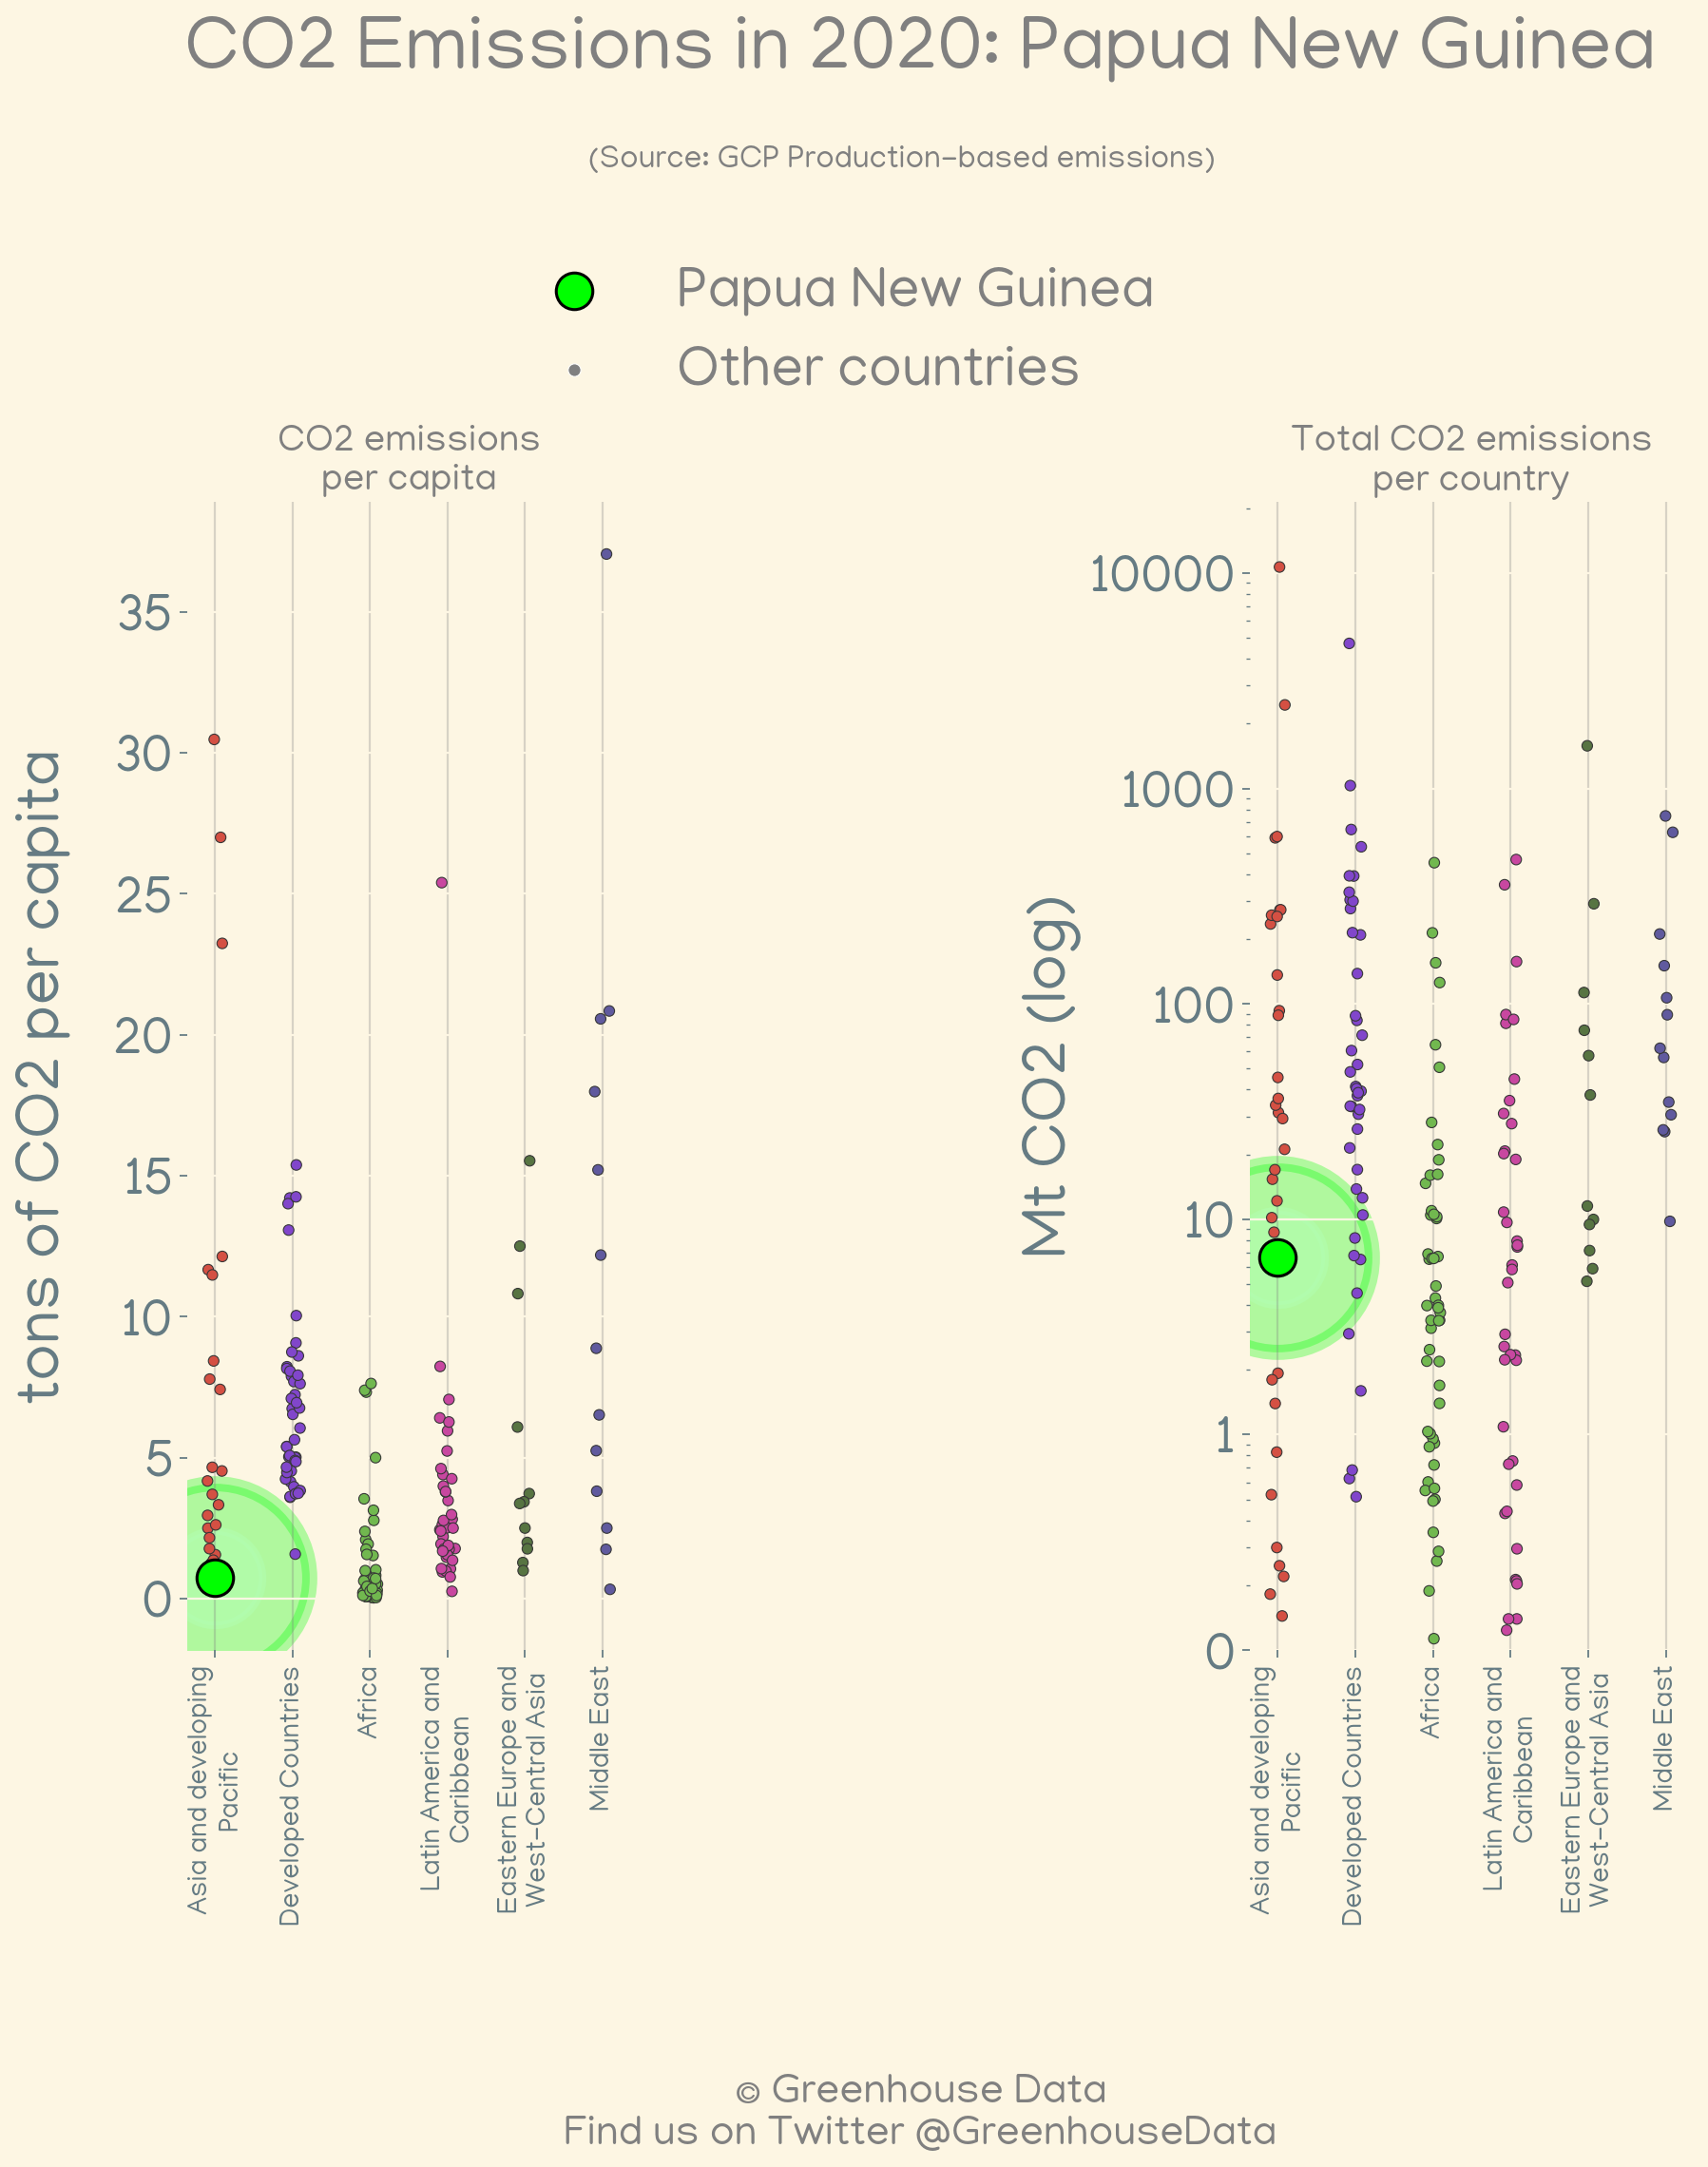 CO2 Emissions in 2020: Papua New Guinea
(Source: GCP Production-based emissions)
Papua New Guinea
Other countries
CO2 emissions
per capita
tons of CO2 per capita
35
30
25
20
15
10
5
0
Asia and developing
Pacific
Developed Countries
Africa
Latin America and
Caribbean
Eastern Europe and
West-Central Asia
Middle East
Total CO2 emissions
per country
Mt CO2 (log)
10000
1000
100
10
1
0
Asia and developing
Pacific
Developed Countries
Africa
Latin America and
Caribbean
Eastern Europe and
West-Central Asia
Middle East
© Greenhouse Data
Find us on Twitter @GreenhouseData